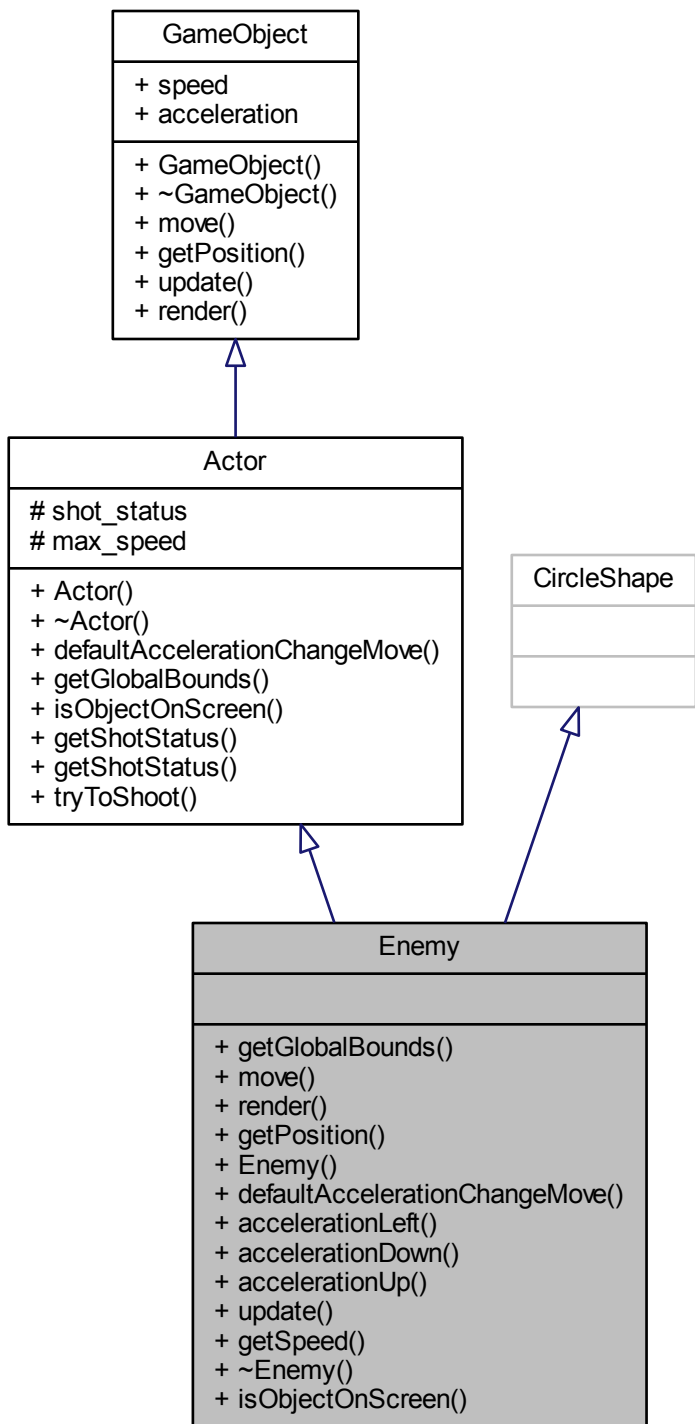 GameObject
+ speed
+ acceleration
+ GameObject()
+ ~GameObject()
+ move()
+ getPosition()
+ update()
+ render()
Actor
# shot_status
# max_speed
+ Actor()
+ ~Actor()
+ defaultAccelerationChangeMove()
+ getGlobalBounds()
+ isObjectOnScreen()
+ getShotStatus()
+ getShotStatus()
+ tryToShoot()
CircleShape
Enemy
+ getGlobalBounds()
+ move()
+ render()
+ getPosition()
+ Enemy()
+ defaultAccelerationChangeMove()
+ accelerationLeft()
+ accelerationDown()
+ accelerationUp()
+ update()
+ getSpeed()
+ ~Enemy()
+ isObjectOnScreen()